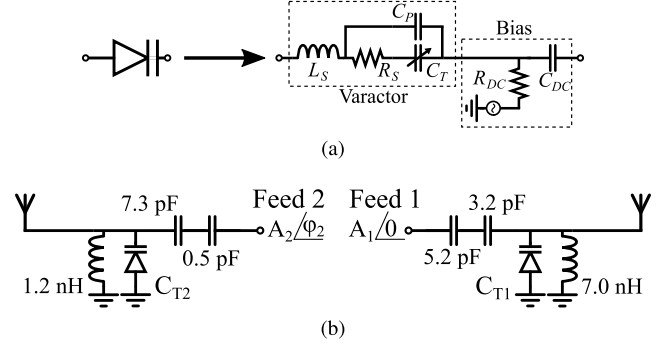 C_P
L_S R_S C_T
Varactor
Bias
R_DC C_DC
(a)
7.3 pF Feed 2 Feed 1 3.2 pF
A_2/φ_2 A_1/0
0.5 pF 5.2 pF
1.2 nH C_T2 C_T1 7.0 nH
(b)